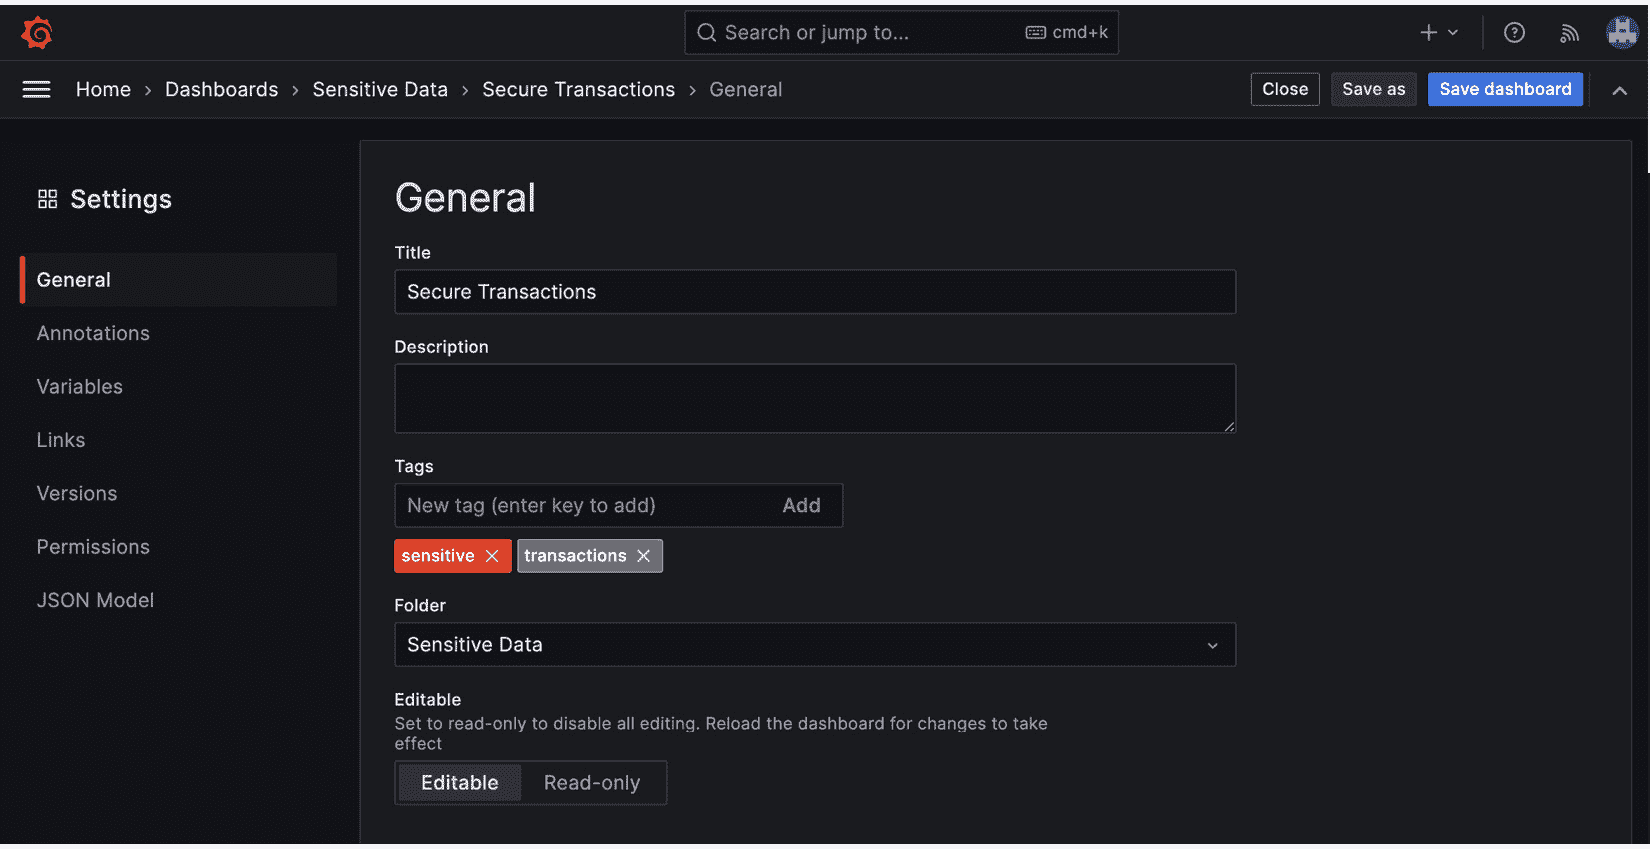 Search or jump to... cmd+k
Home › Dashboards › Sensitive Data › Secure Transactions › General
Close Save as Save dashboard
Settings
General
Annotations
Variables
Links
Versions
Permissions
JSON Model
General
Title
Secure Transactions
Description
Tags
New tag (enter key to add) Add
sensitive transactions
Folder
Sensitive Data
Editable
Set to read-only to disable all editing. Reload the dashboard for changes to take
effect
Editable Read-only